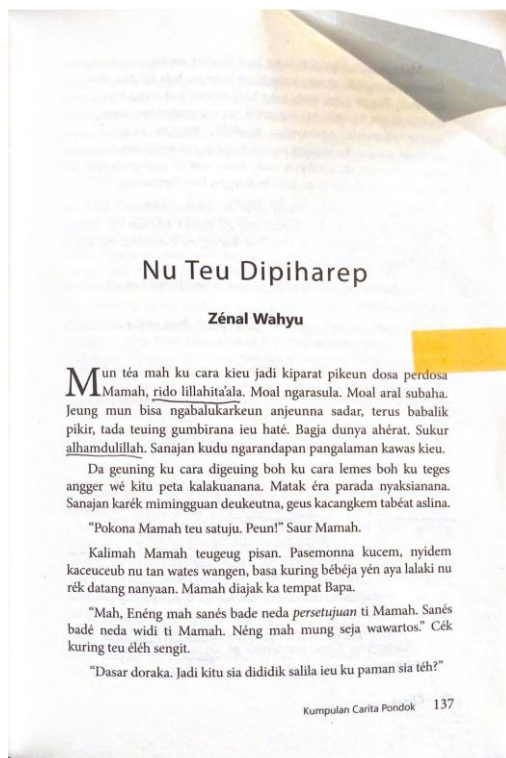 Nu Teu Dipiharep
Zénal Wahyu
Mun téa mah ku cara kieu jadi kiparat pikeun dosa perdosa
Mamah, rido lillahita'ala. Moal ngarasula. Moal aral subaha.
Jeung mun bisa ngabalukarkeun anjeunna sadar, terus babalik
pikir, tada teuing gumbirana ieu haté. Bagja dunya ahérat. Sukur
alhamdulillah. Sanajan kudu ngarandapan pangalaman kawas kieu.
Da geuning ku cara digeuing boh ku cara lemes boh ku teges
angger wé kitu peta kalakuanana. Matak éra parada nyaksianana.
Sanajan karék mimingguan deukeutna, geus kacangkem tabéat aslina.
"Pokona Mamah teu satuju. Peun!" Saur Mamah.
Kalimah Mamah teugeug pisan. Pasemonna kucem, nyidem
kaceuceub nu tan wates wangen, basa kuring bébéja yén aya lalaki nu
rék datang nanyaan. Mamah diajak ka tempat Bapa.
"Mah, Enéng mah sanés bade neda persetujuan ti Mamah. Sanés
badé neda widi ti Mamah. Néng mah mung seja wawartos." Cék
kuring teu éléh sengit.
"Dasar doraka. Jadi kitu sia dididik salila ieu ku paman sia téh?"
Kumpulan Carita Pondok 137